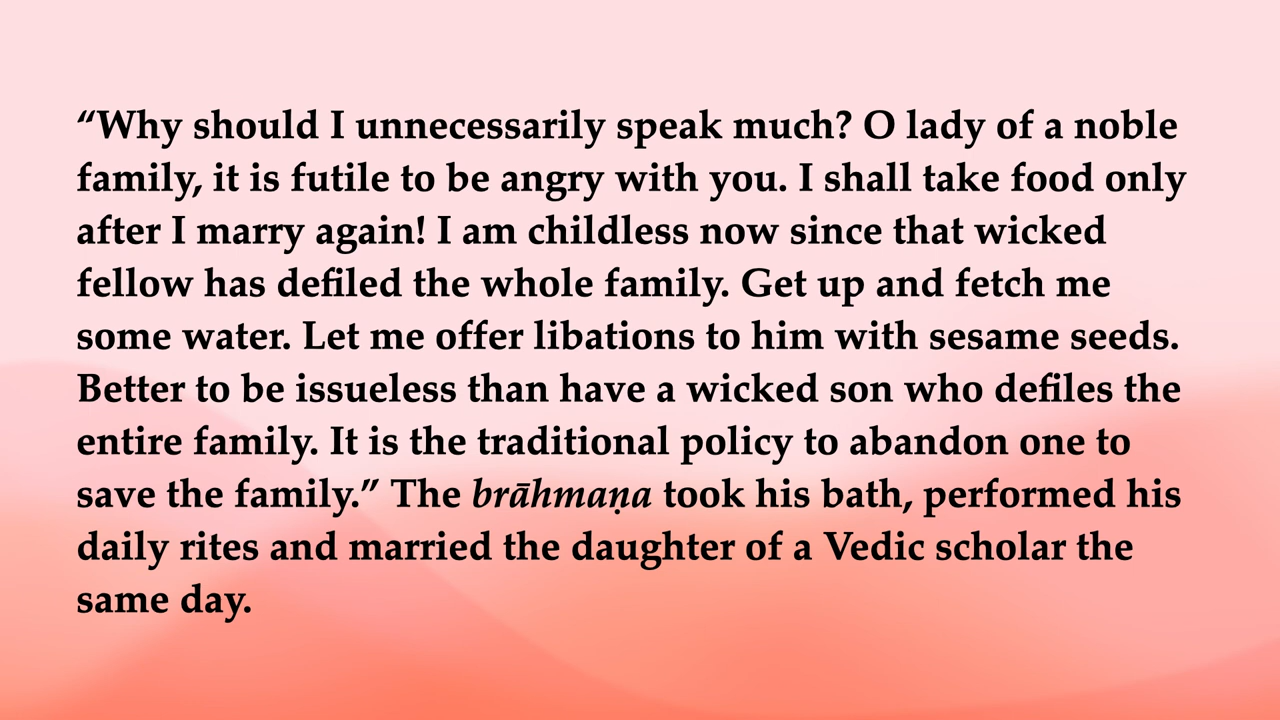 “Why should I unnecessarily speak much? O lady of a noble
family, it is futile to be angry with you. I shall take food only
after I marry again! I am childless now since that wicked
fellow has defiled the whole family. Get up and fetch me
some water. Let me offer libations to him with sesame seeds.
Better to be issueless than have a wicked son who defiles the
entire family. It is the traditional policy to abandon one to
save the family.” The brāhmaṇa took his bath, performed his
daily rites and married the daughter of a Vedic scholar the
same day.